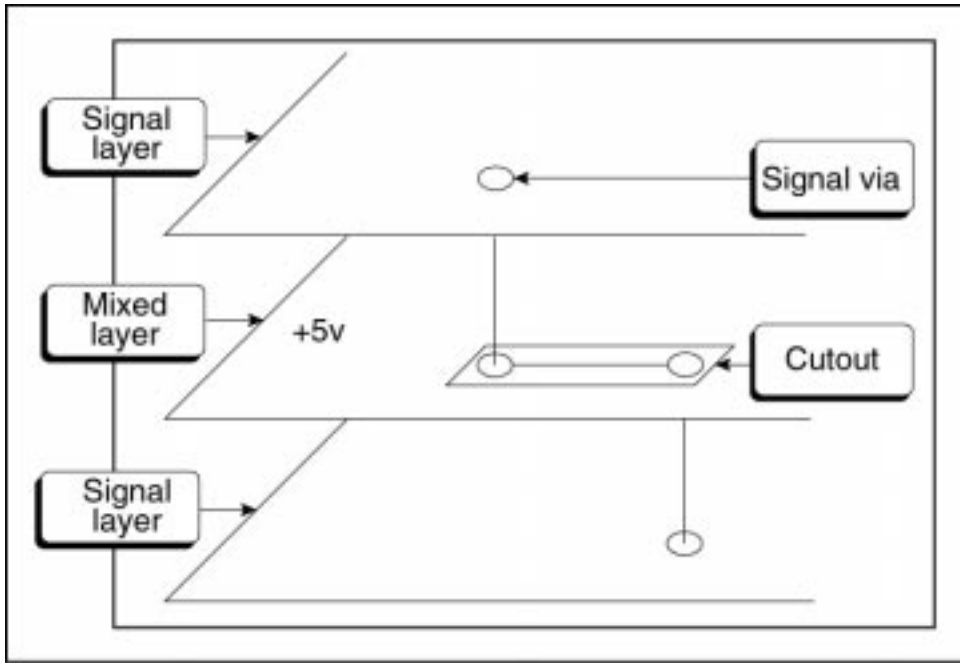 Signal
layer
Signal via
Mixed
layer
+5v
Cutout
Signal
layer